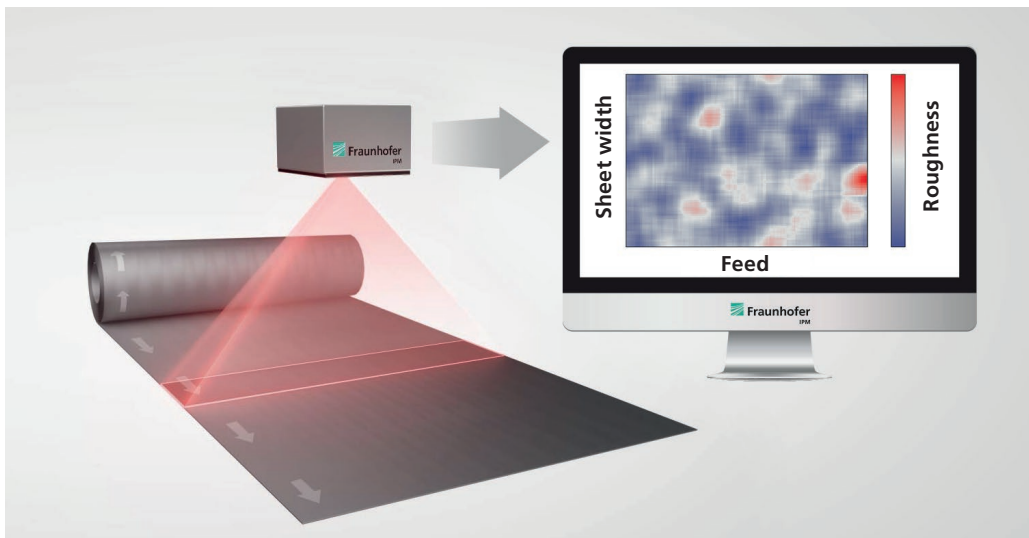 Fraunhofer
IPM
Sheet width
Roughness
Feed
Fraunhofer
IPM